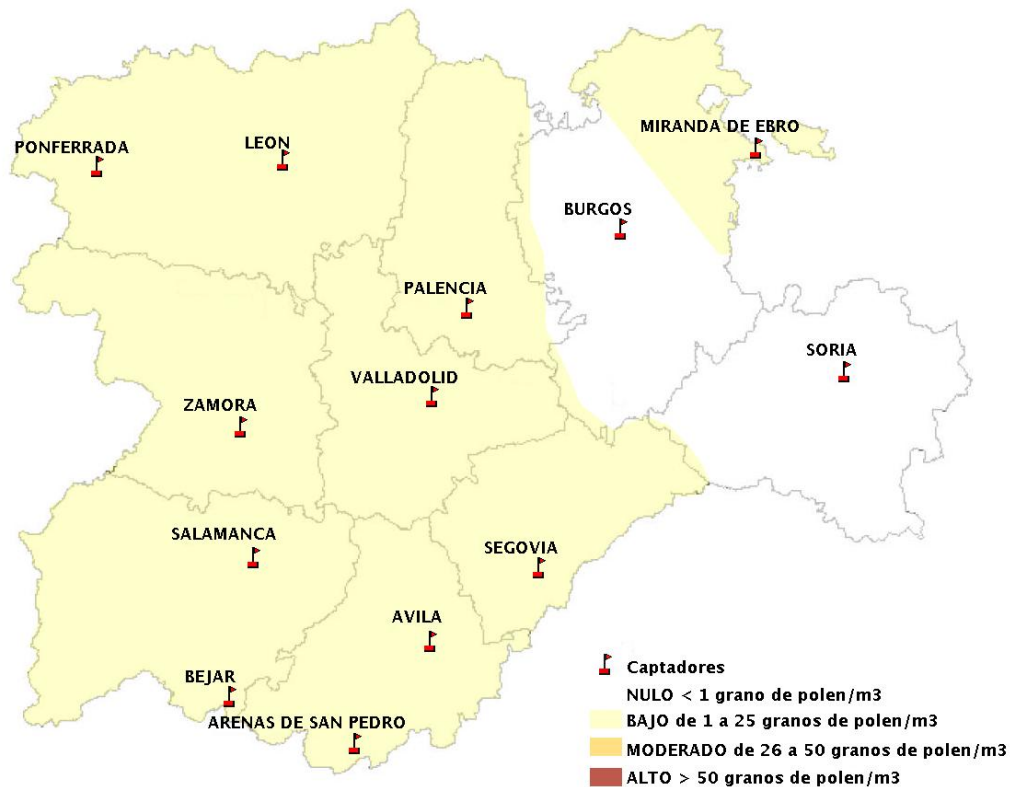 MIRANDA DE EBRO
PONFERRADA
LEON
BURGOS
PALENCIA
SORIA
VALLADOLID
ZAMORA
SALAMANCA
SEGOVIA
AVILA
BEJAR
ARENAS DE SAN PEDRO
Captadores
NULO < 1 grano de polen/m3
BAJO de 1 a 25 granos de polen/m3
MODERADO de 26 a 50 granos de polen/m3
ALTO > 50 granos de polen/m3